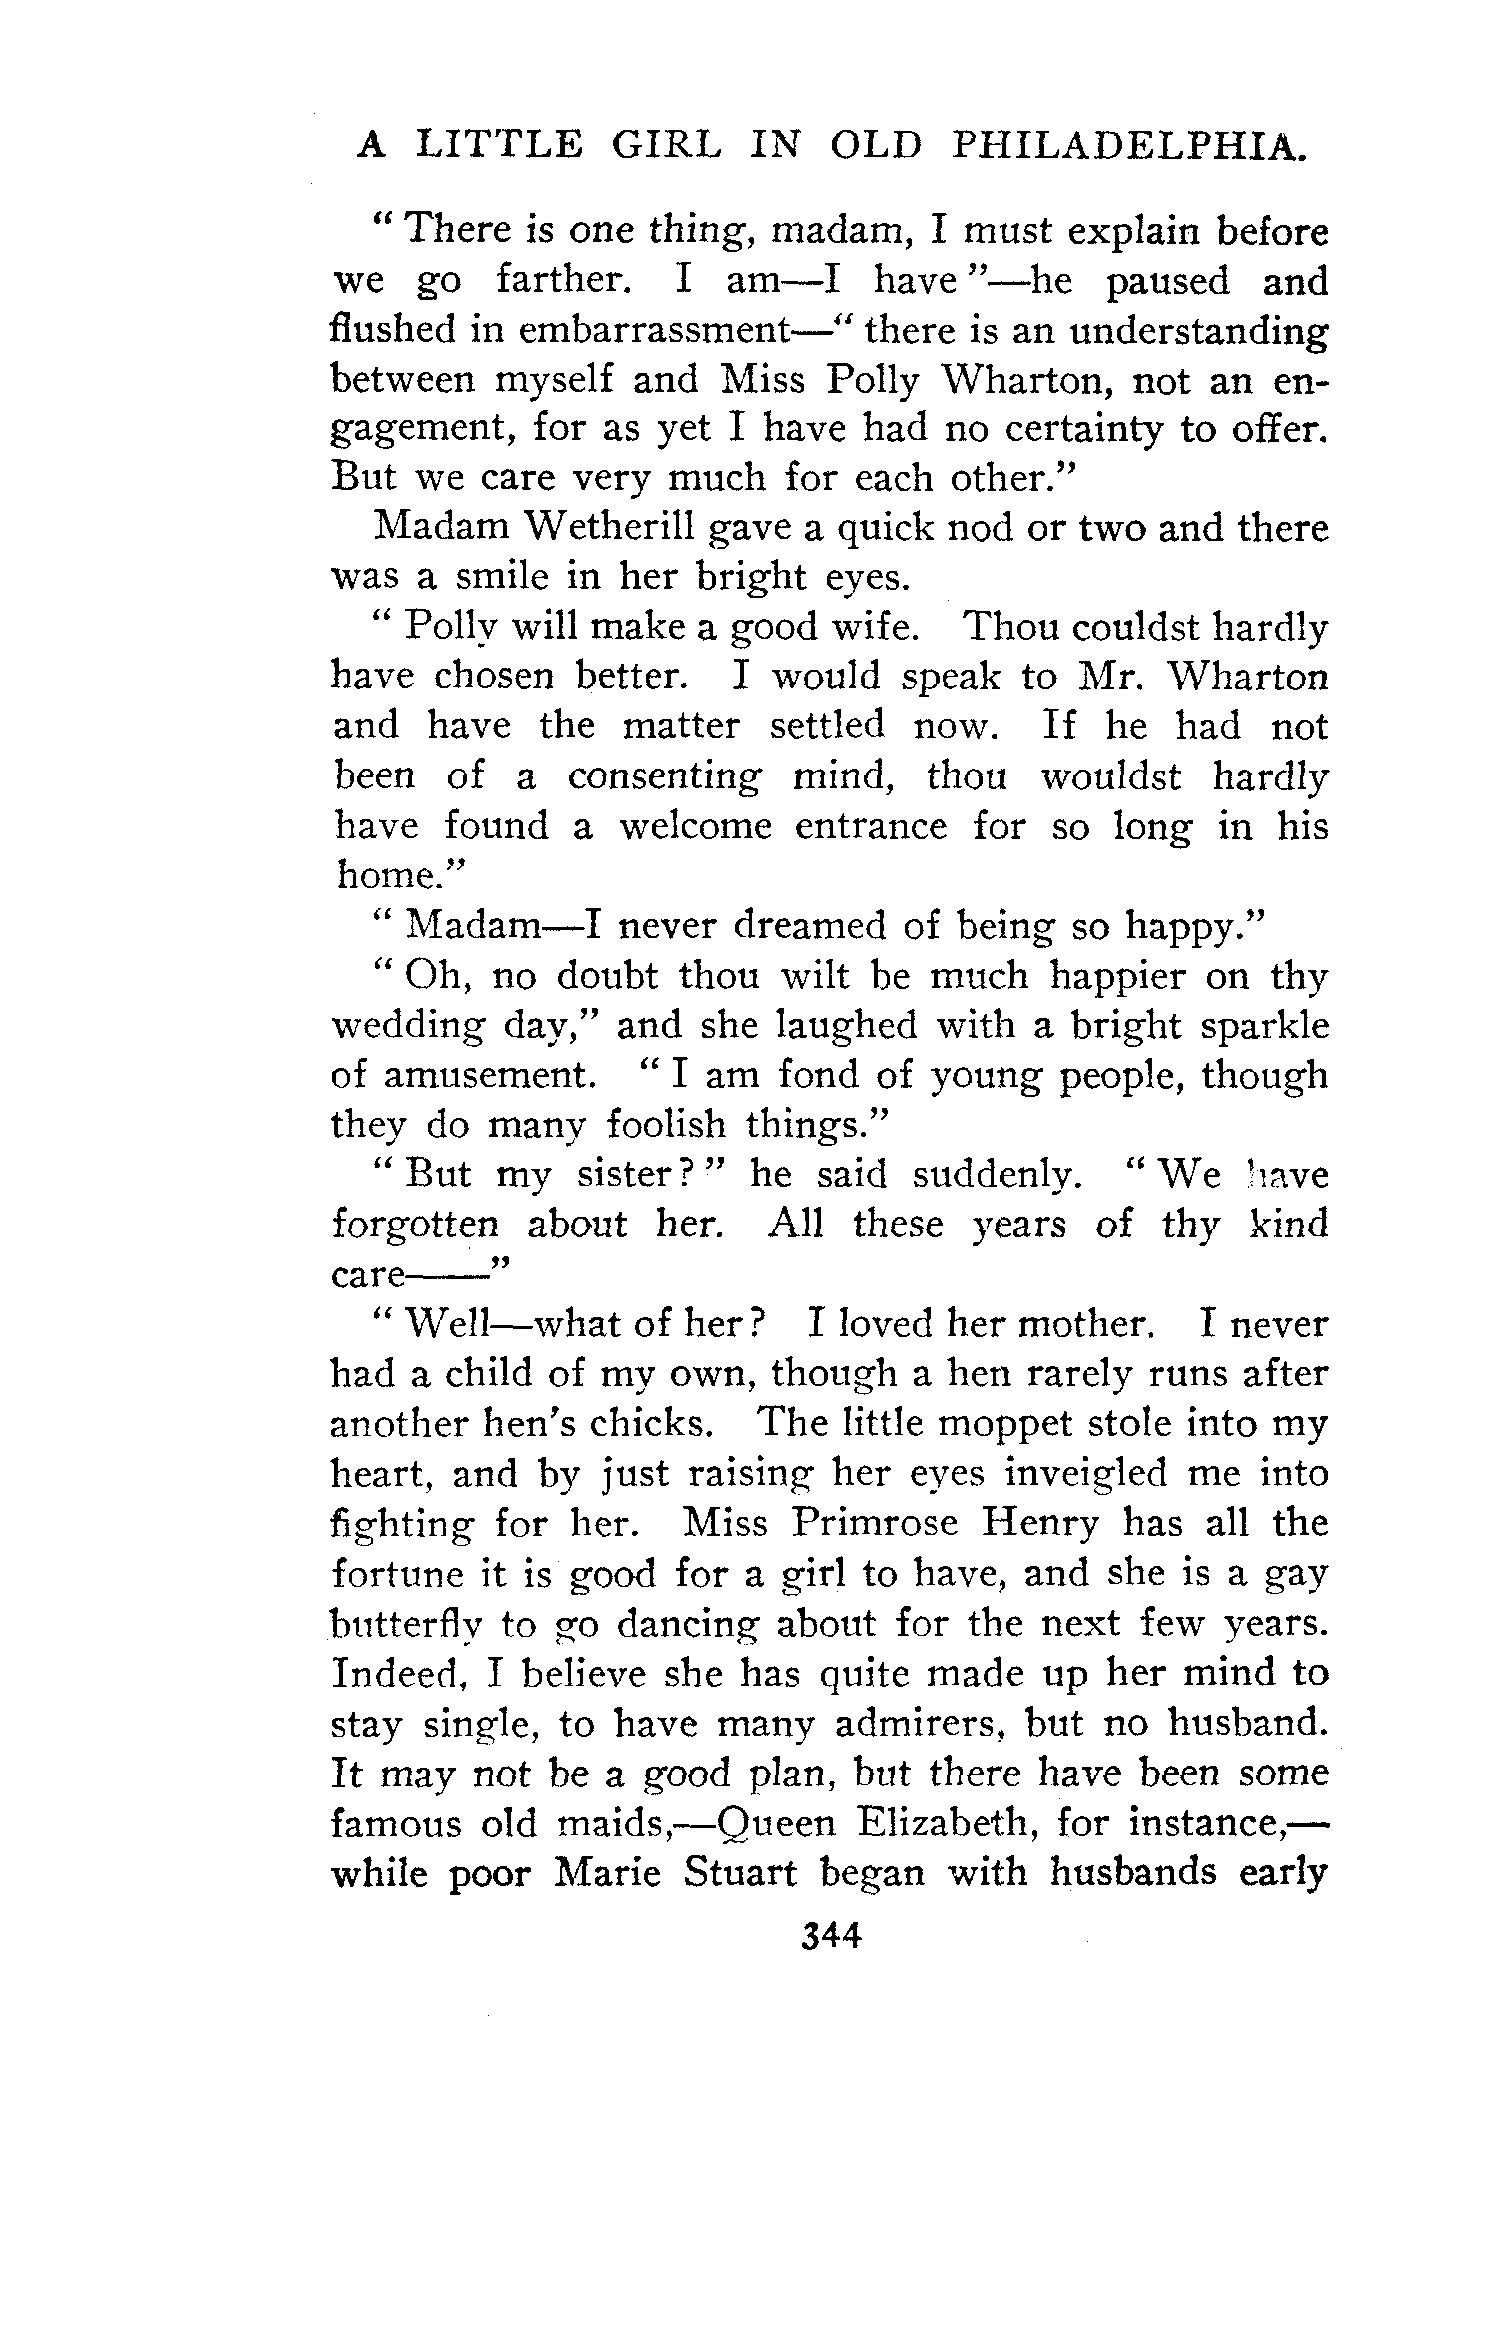 A LITTLE GIRL IN OLD PHILADELPHIA.
" There is one thing, madam, I must explain before
we go farther. I am—I have "—he paused and
flushed in embarrassment—" there is an understanding
between myself and Miss Polly Wharton, not an en-
gagement, for as yet I have had no certainty to offer.
But we care very much for each other."
Madam Wetherill gave a quick nod or two and there
was a smile in her bright eyes.
" Polly will make a good wife. Thou couldst hardly
have chosen better. I would speak to Mr. Wharton
and have the matter settled now. If he had not
been of a consenting mind, thou wouldst hardly
have found a welcome entrance for so long in his
home."
" Madam—I never dreamed of being so happy."
" Oh, no doubt thou wilt be much happier on thy
wedding day," and she laughed with a bright sparkle
of amusement. " I am fond of young people, though
they do many foolish things."
" But my sister? " he said suddenly. " We have
forgotten about her. All these years of thy kind
care——"
" Well—what of her? I loved her mother. I never
had a child of my own, though a hen rarely runs after
another hen's chicks. The little moppet stole into my
heart, and by just raising her eyes inveigled me into
fighting for her. Miss Primrose Henry has all the
fortune it is good for a girl to have, and she is a gay
butterfly to go dancing about for the next few years.
Indeed, I believe she has quite made up her mind to
stay single, to have many admirers, but no husband.
It may not be a good plan, but there have been some
famous old maids,—Queen Elizabeth, for instance,—
while poor Marie Stuart began with husbands early
344